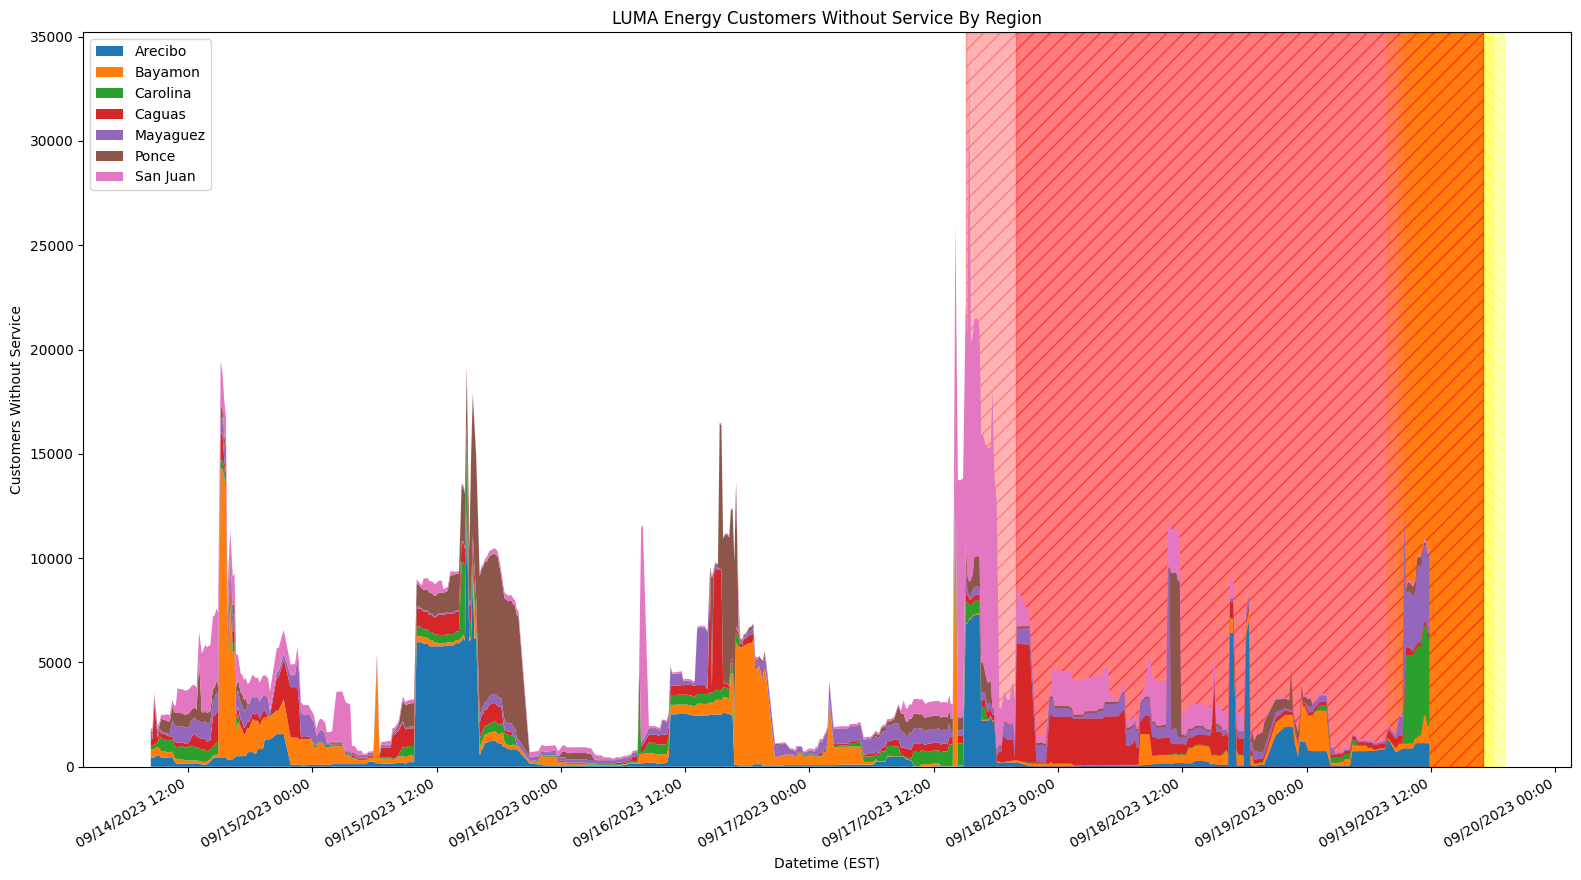 LUMA Energy Customers Without Service By Region
35000
30000
25000
20000
15000
10000
5000
0
Customers Without Service
Arecibo
Bayamon
Carolina
Caguas
Mayaguez
Ponce
San Juan
09/14/2023 12:00
09/15/2023 00:00
09/15/2023 12:00
09/16/2023 00:00
09/16/2023 12:00
09/17/2023 00:00
09/17/2023 12:00
09/18/2023 00:00
09/18/2023 12:00
09/19/2023 00:00
09/19/2023 12:00
09/20/2023 00:00
Datetime (EST)